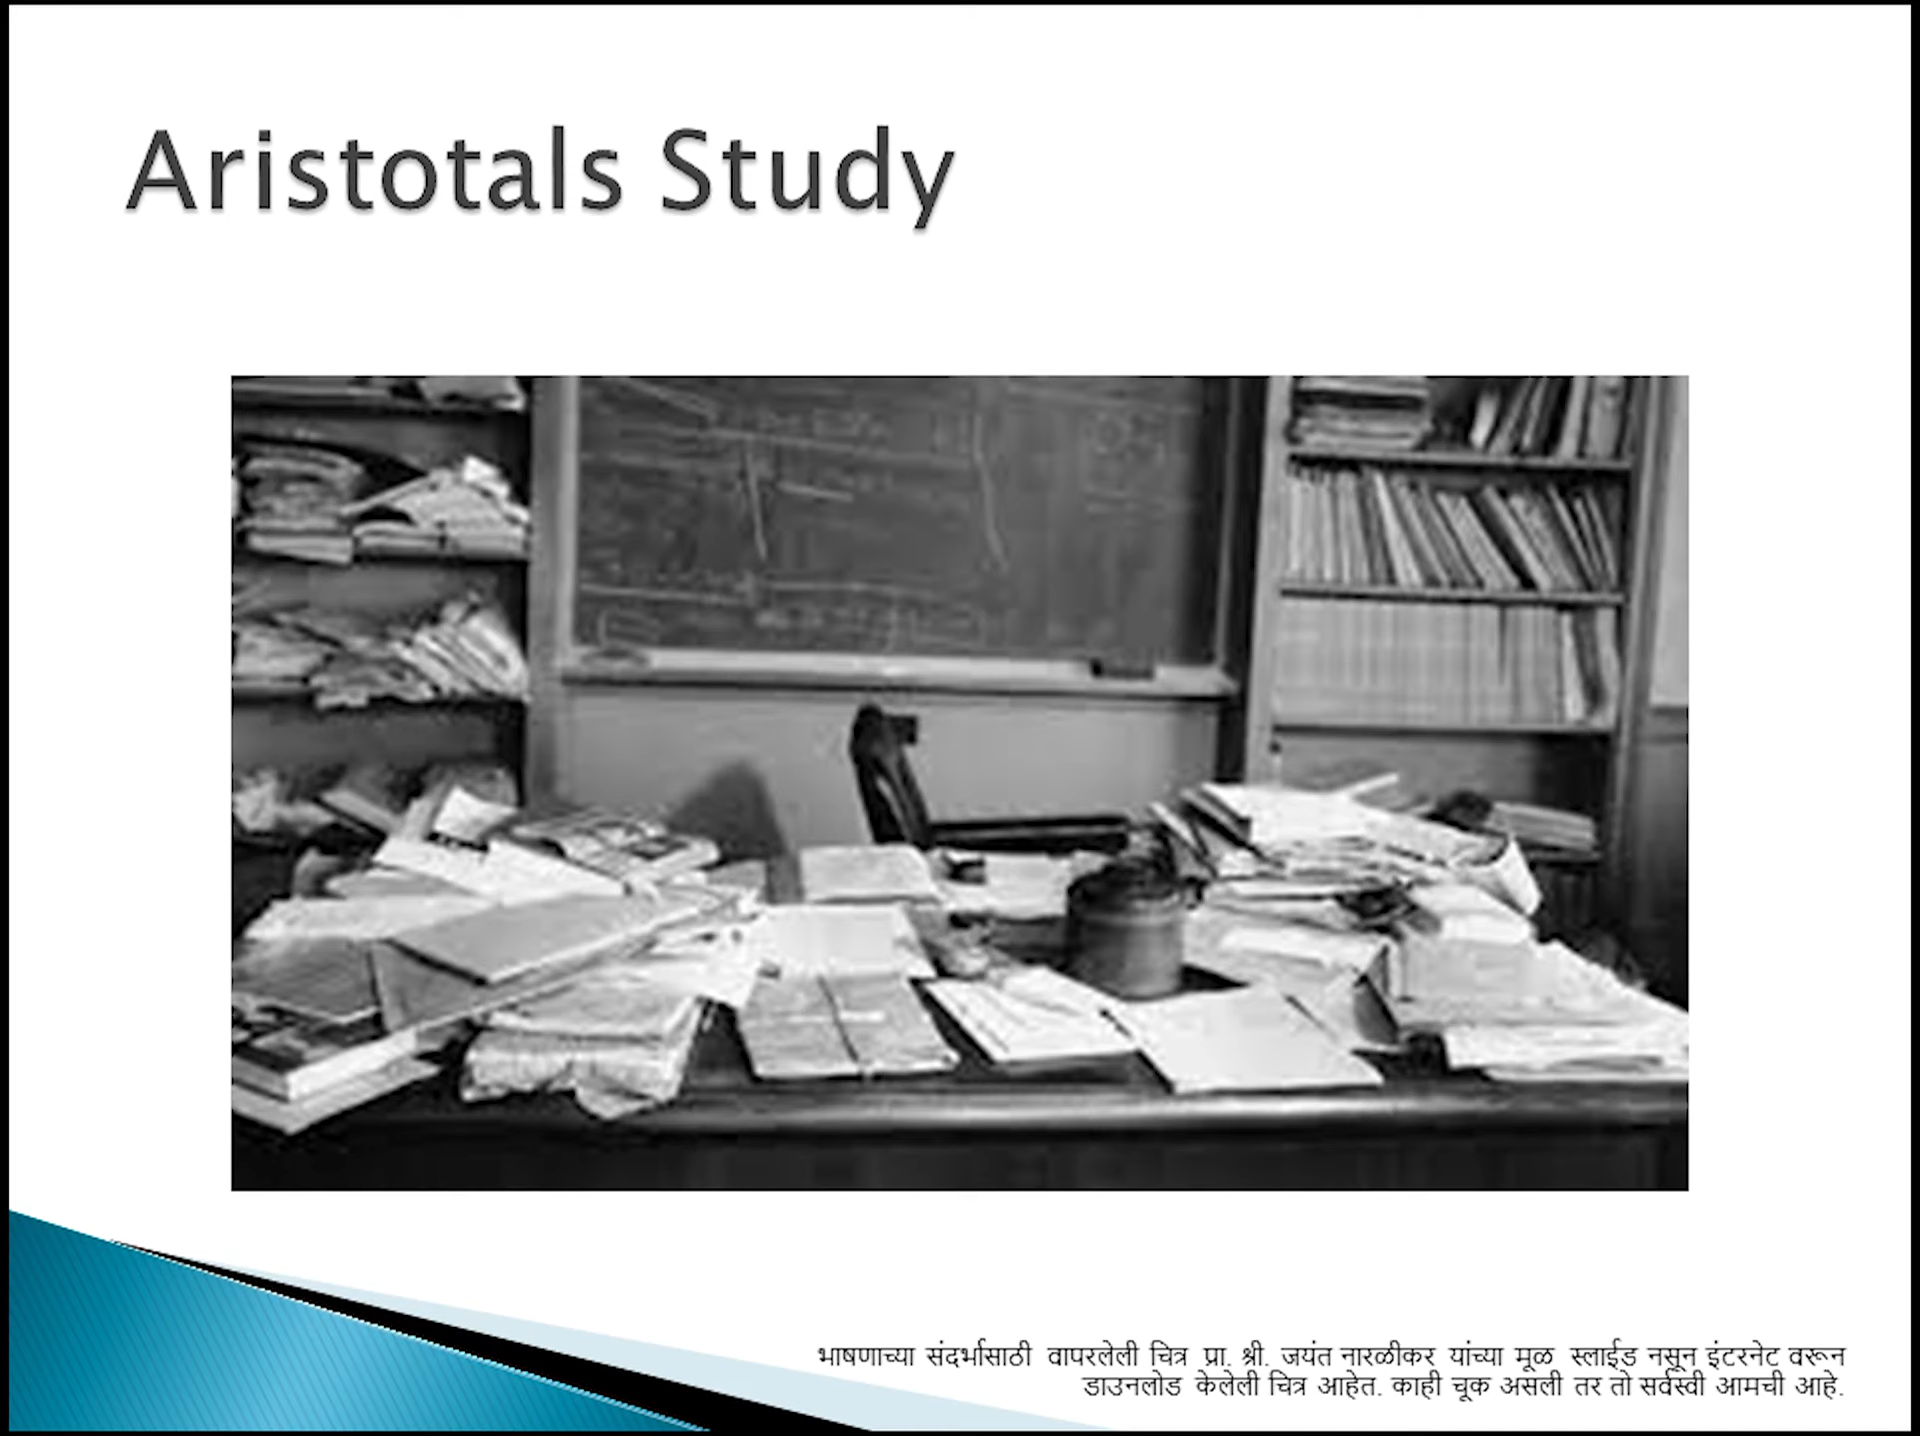 Aristotals Study
भाषणाच्या संदर्भासाठी वापरलेली चित्र प्रा. श्री. जयंत नारळीकर यांच्या मूळ स्लाईड नसून इंटरनेट वरून
डाउनलोड केलेली चित्र आहेत. काही चूक असली तर तो सर्वस्वी आमची आहे.